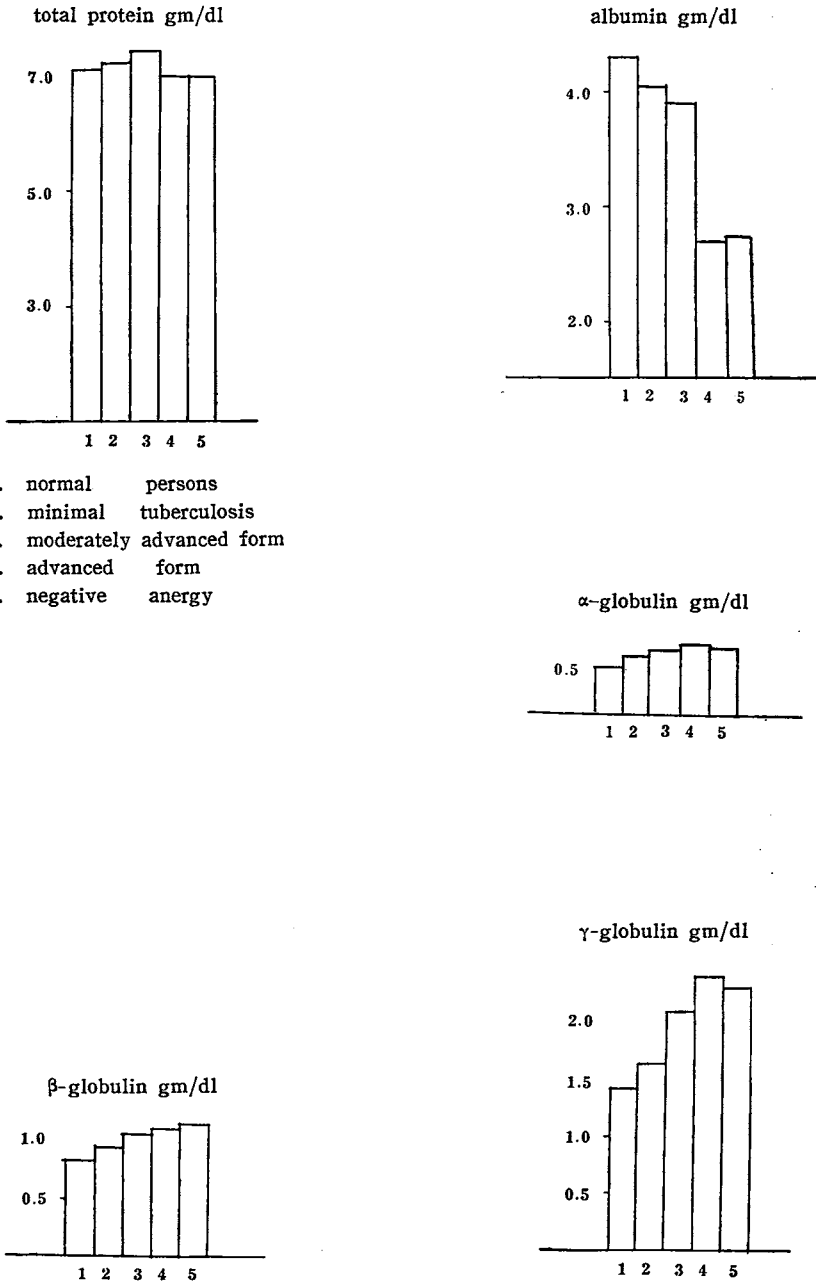 total protein gm/dl
7.0
5.0
3.0
1 2 3 4 5
. normal persons
. minimal tuberculosis
. moderately advanced form
. advanced form
. negative anergy
albumin gm/dl
4.0
3.0
2.0
1 2 3 4 5
α-globulin gm/dl
0.5
1 2 3 4 5
β-globulin gm/dl
1.0
0.5
1 2 3 4 5
γ-globulin gm/dl
2.0
1.5
1.0
0.5
1 2 3 4 5